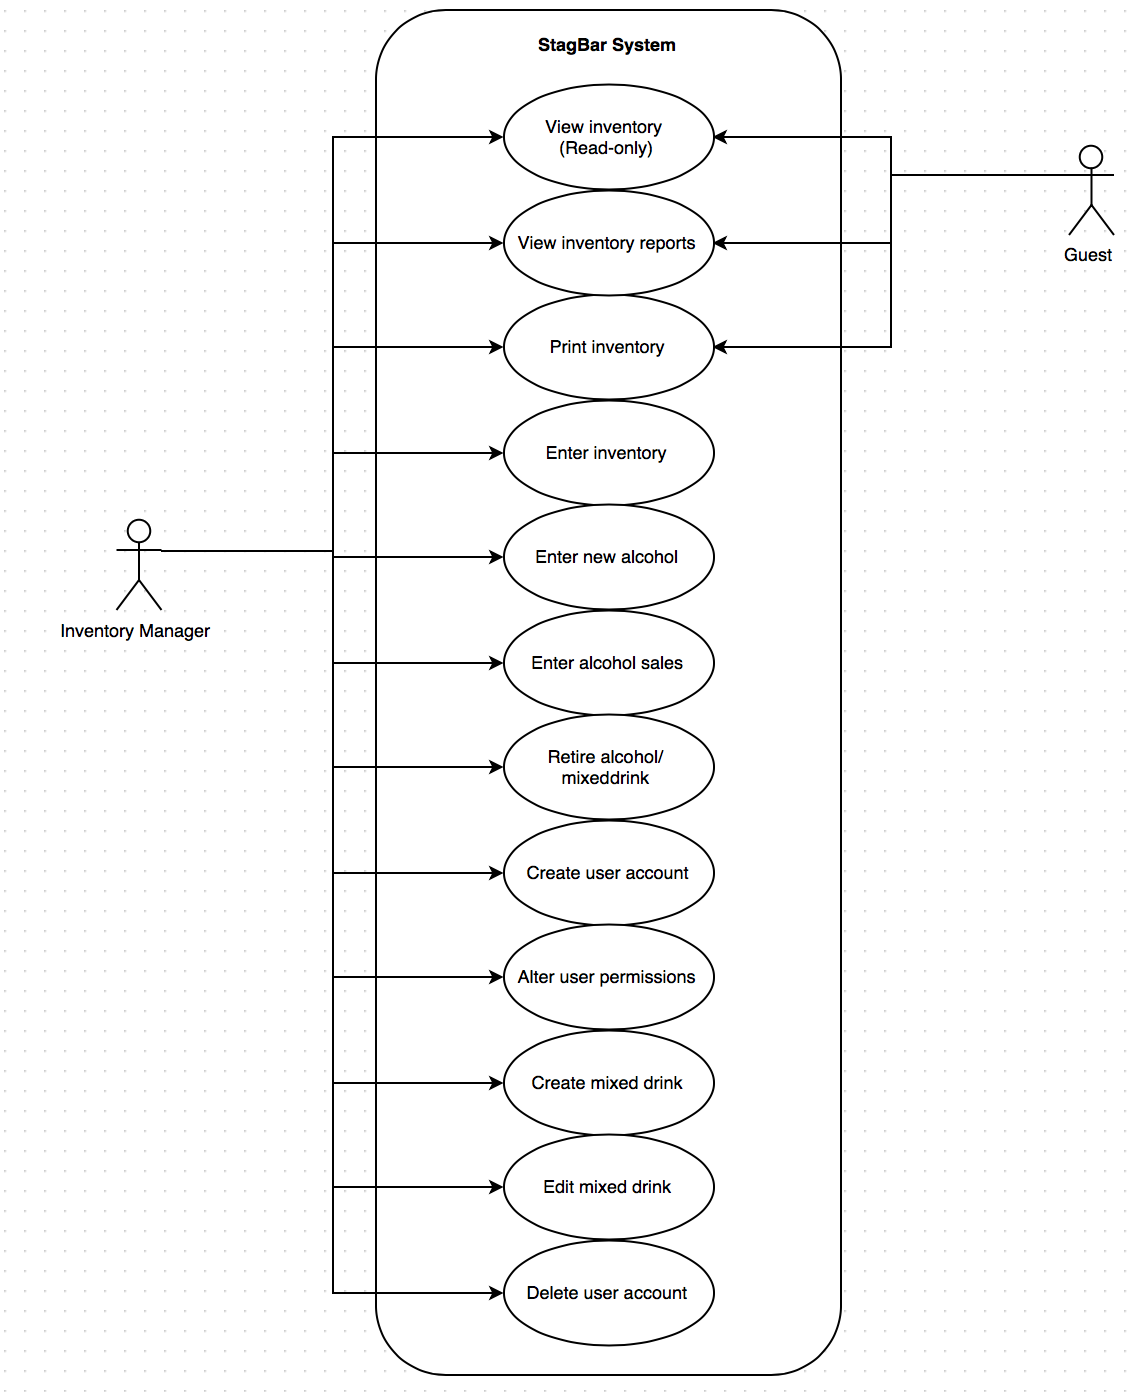 StagBar System
View inventory
(Read-only)
View inventory reports
Guest
Print inventory
Enter inventory
Enter new alcohol
Inventory Manager
Enter alcohol sales
Retire alcohol/
mixeddrink
Create user account
Alter user permissions
Create mixed drink
Edit mixed drink
Delete user account